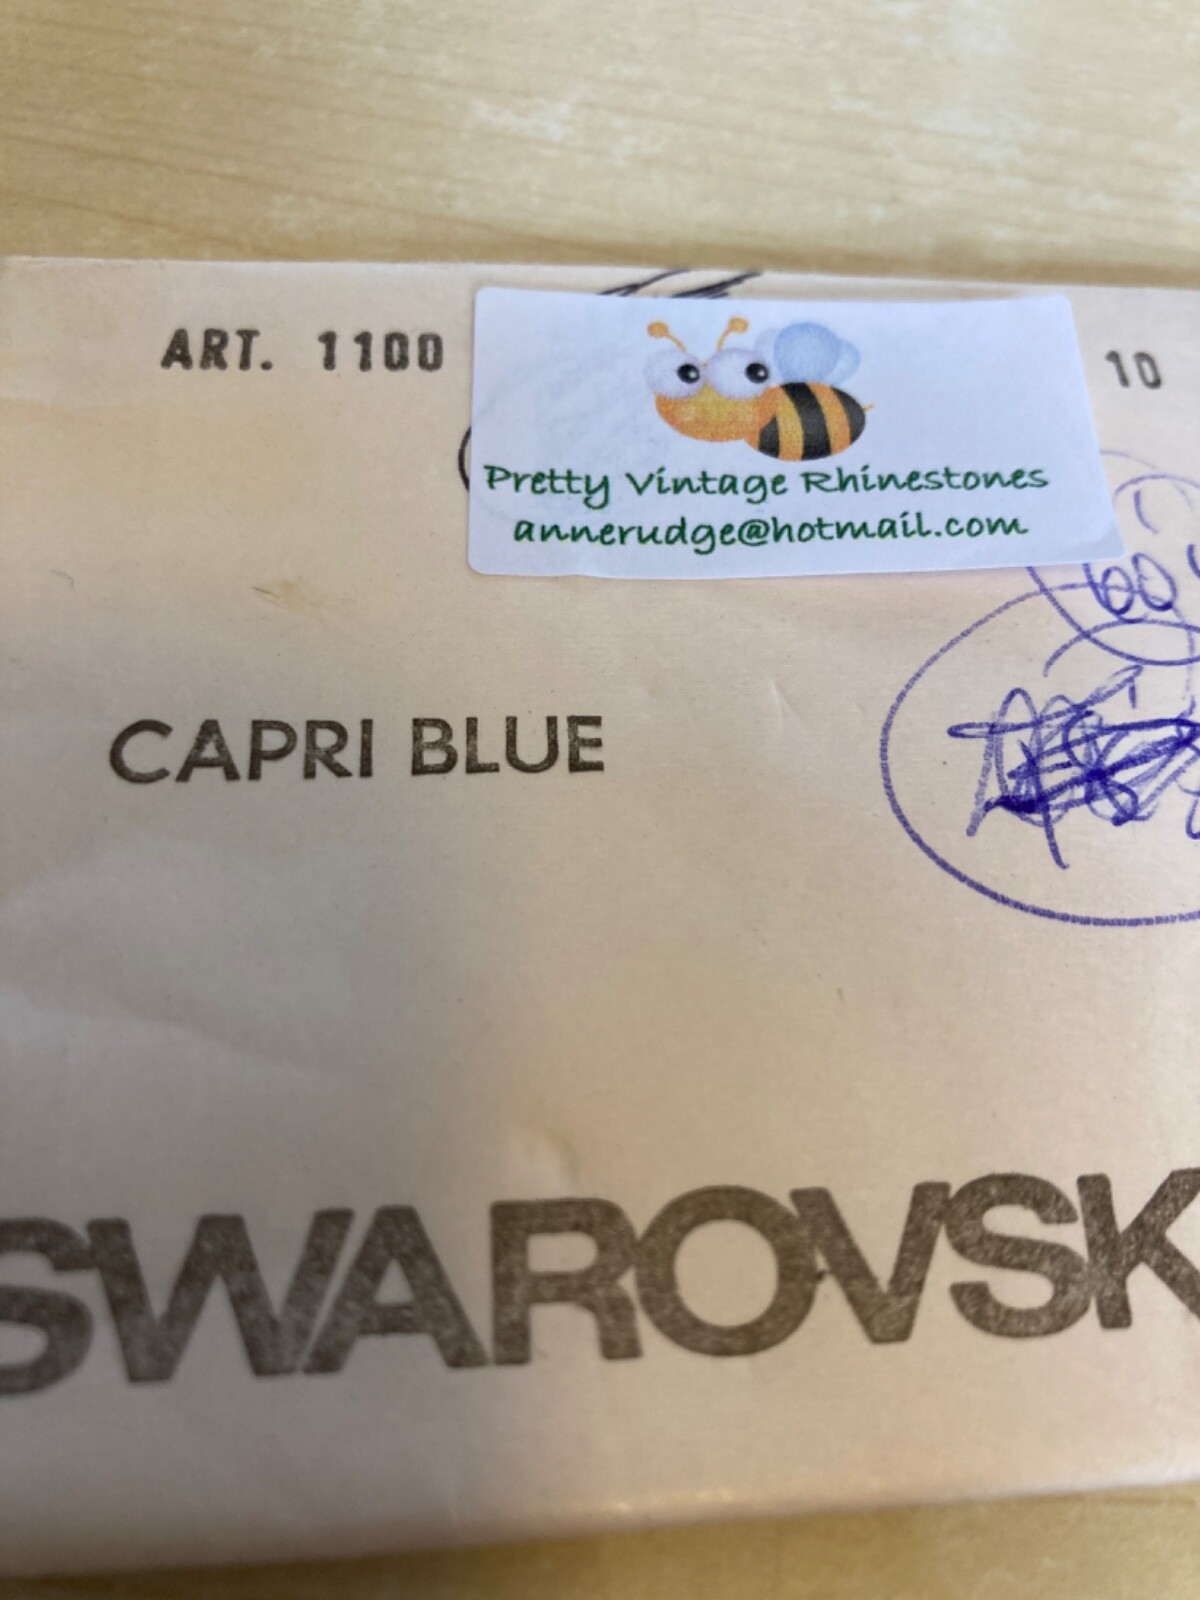 ART. 1100
10
Pretty Vintage Rhinestones
annerudge@hotmail.com
CAPRI BLUE
SWAROVSK